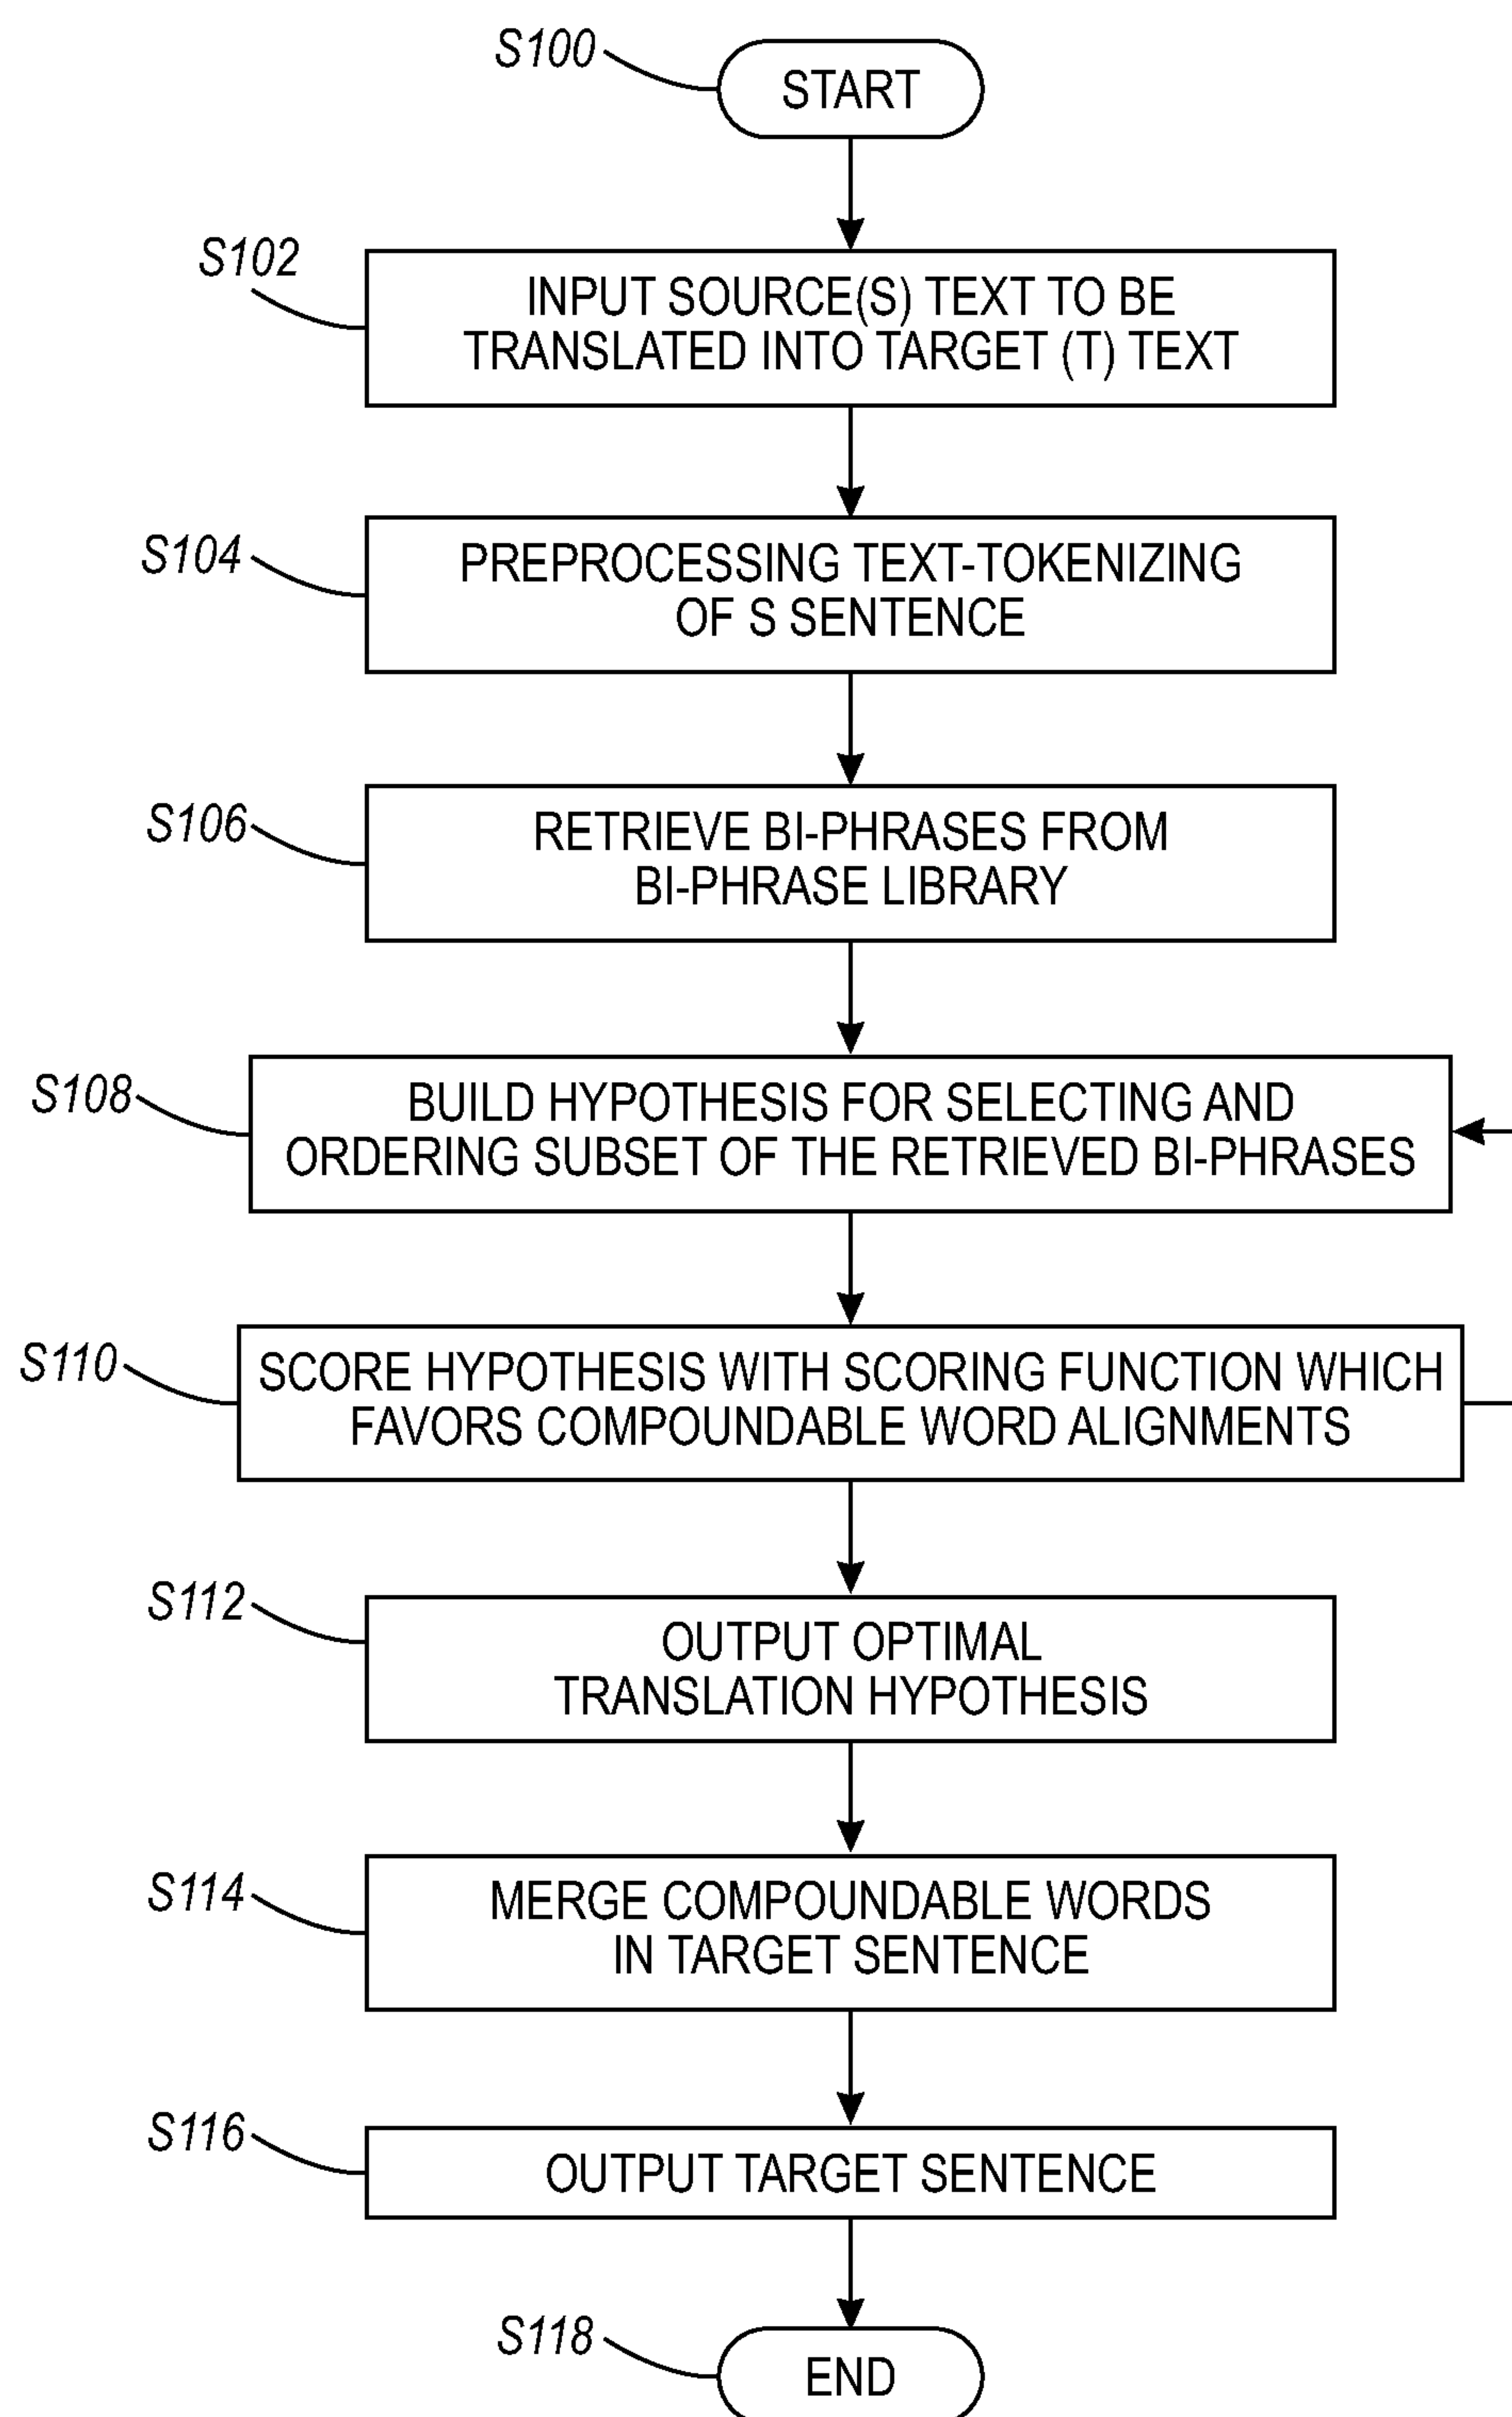 S100
START
S102
INPUT SOURCE(S) TEXT TO BE
TRANSLATED INTO TARGET (T) TEXT
S104
PREPROCESSING TEXT-TOKENIZING
OF S SENTENCE
S106
RETRIEVE BI-PHRASES FROM
BI-PHRASE LIBRARY
S108
BUILD HYPOTHESIS FOR SELECTING AND
ORDERING SUBSET OF THE RETRIEVED BI-PHRASES
S110
SCORE HYPOTHESIS WITH SCORING FUNCTION WHICH
FAVORS COMPOUNDABLE WORD ALIGNMENTS
S112
OUTPUT OPTIMAL
TRANSLATION HYPOTHESIS
S114
MERGE COMPOUNDABLE WORDS
IN TARGET SENTENCE
S116
OUTPUT TARGET SENTENCE
S118
END